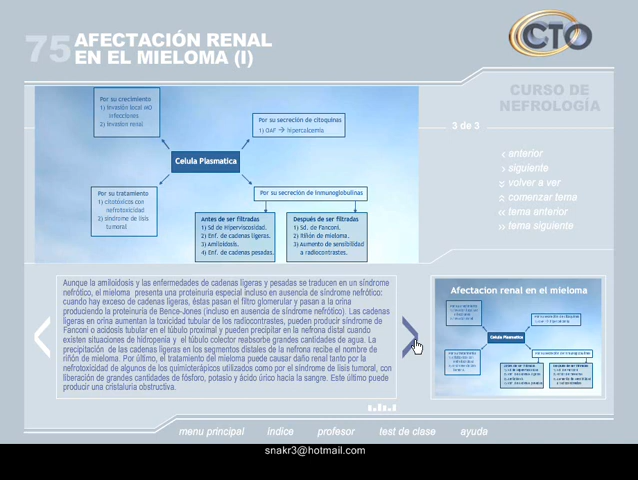 75 AFECTACIÓN RENAL
EN EL MIELOMA (I)
CTO
CURSO DE
NEFROLOGÍA
3 de 3
‹ anterior
› siguiente
volver a ver
comenzar tema
‹‹ tema anterior
›› tema siguiente
Por su crecimiento
1) Invasión local MO
infecciones
2) Invasion renal
Por su secreción de citoquinas
1) OAF → hipercalcemia
Celula Plasmatica
Por su tratamiento
1) citotóxicos con
nefrotoxicidad
2) síndrome de lisis
tumoral
Por su secreción de inmunoglobulinas
Antes de ser filtradas
1) Sd de Hiperviscosidad.
2) Enf. de cadenas ligeras.
3) Amiloidosis.
4) Enf. de cadenas pesadas.
Después de ser filtradas
1) Sd. de Fanconi.
2) Riñón de mieloma.
3) Aumento de sensibilidad
a radiocontrastes.
Aunque la amiloidosis y las enfermedades de cadenas ligeras y pesadas se traducen en un síndrome
nefrótico, el mieloma presenta una proteinuria especial incluso en ausencia de síndrome nefrótico:
cuando hay exceso de cadenas ligeras, éstas pasan el filtro glomerular y pasan a la orina
produciendo la proteinuria de Bence-Jones (incluso en ausencia de síndrome nefrótico). Las cadenas
ligeras en orina aumentan la toxicidad tubular de los radiocontrastes, pueden producir síndrome de
Fanconi o acidosis tubular en el túbulo proximal y pueden precipitar en la nefrona distal cuando
existen situaciones de hidropenia y el túbulo colector reabsorbe grandes cantidades de agua. La
precipitación de las cadenas ligeras en los segmentos distales de la nefrona recibe el nombre de
riñón de mieloma. Por último, el tratamiento del mieloma puede causar daño renal tanto por la
nefrotoxicidad de algunos de los quimioterápicos utilizados como por el síndrome de lisis tumoral, con
liberación de grandes cantidades de fósforo, potasio y ácido úrico hacia la sangre. Este último puede
producir una cristaluria obstructiva.
Afectacion renal en el mieloma
Celula Plasmatica
menu principal índice profesor test de clase ayuda
snakr3@hotmail.com